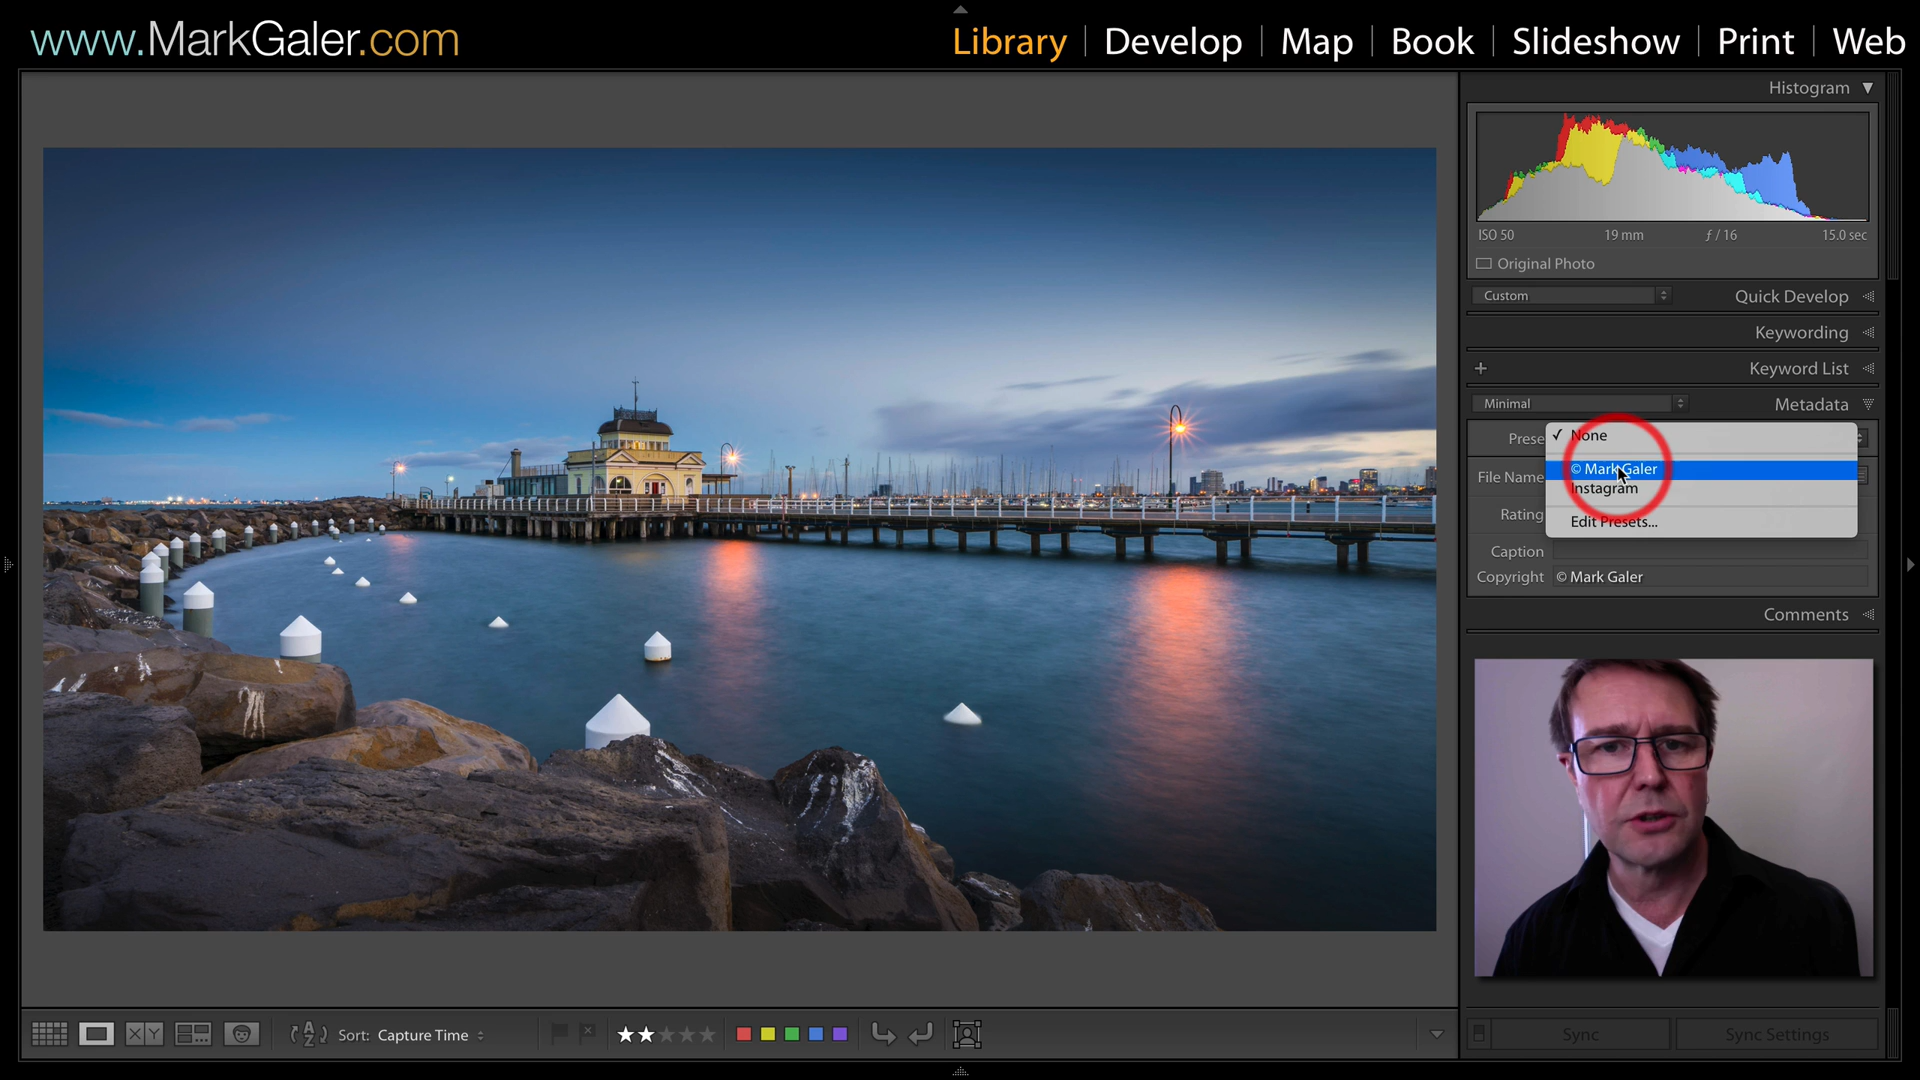 www.MarkGaler.com
Library | Develop | Map | Book | Slideshow | Print | Web
Histogram
ISO 50 19 mm ƒ / 16 15.0 sec
Original Photo
Custom Quick Develop
Keywording
+ Keyword List
Minimal Metadata
Prese ✓ None
© Mark Galer
File Name
Instagram
Rating
Edit Presets...
Caption
Copyright © Mark Galer
Comments
XY AZ Sort: Capture Time
Sync Sync Settings